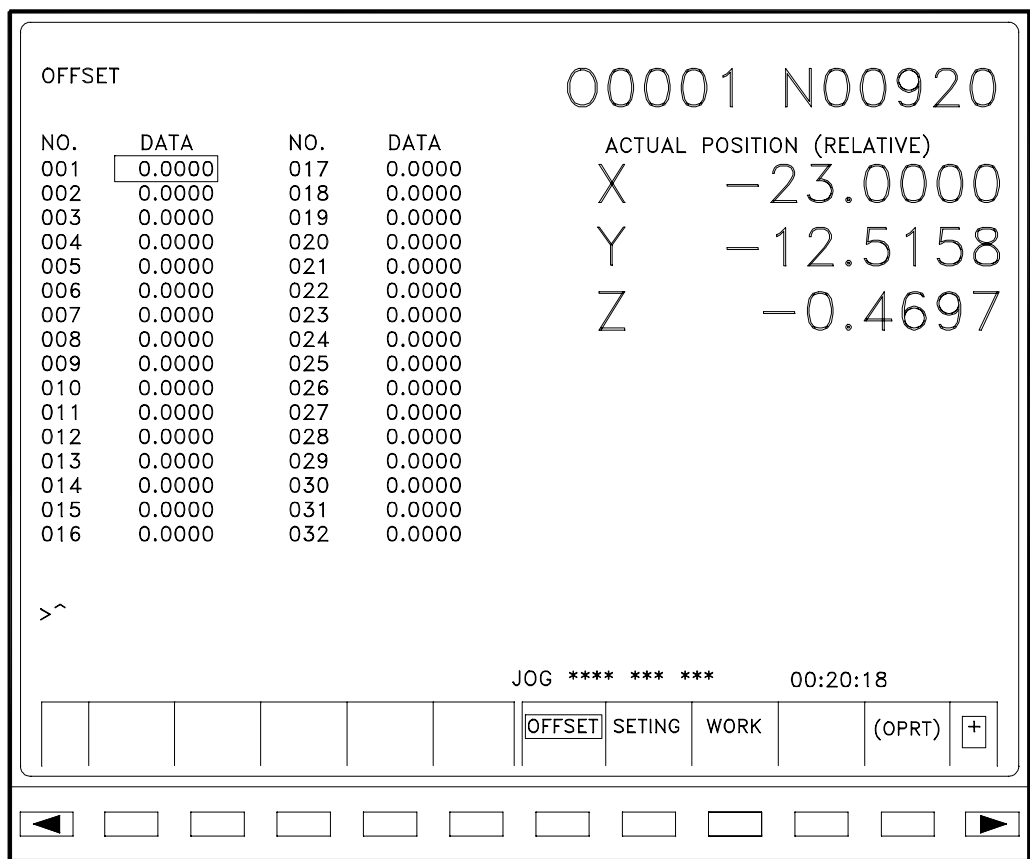 OFFSET
O0001 N00920
NO. DATA NO. DATA
ACTUAL POSITION (RELATIVE)
001 0.0000 017 0.0000
X -23.0000
002 0.0000 018 0.0000
003 0.0000 019 0.0000
004 0.0000 020 0.0000
Y -12.5158
005 0.0000 021 0.0000
006 0.0000 022 0.0000
007 0.0000 023 0.0000
Z -0.4697
008 0.0000 024 0.0000
009 0.0000 025 0.0000
010 0.0000 026 0.0000
011 0.0000 027 0.0000
012 0.0000 028 0.0000
013 0.0000 029 0.0000
014 0.0000 030 0.0000
015 0.0000 031 0.0000
016 0.0000 032 0.0000
>^
JOG **** *** *** 00:20:18
OFFSET SETING WORK (OPRT) +